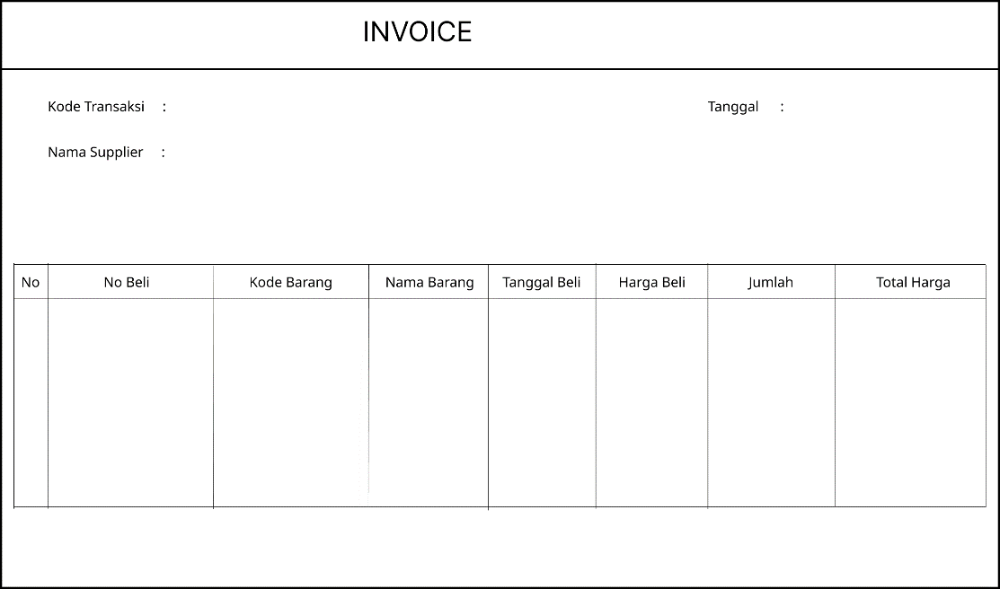 INVOICE
Kode Transaksi : Tanggal :
Nama Supplier :
No No Beli Kode Barang Nama Barang Tanggal Beli Harga Beli Jumlah Total Harga